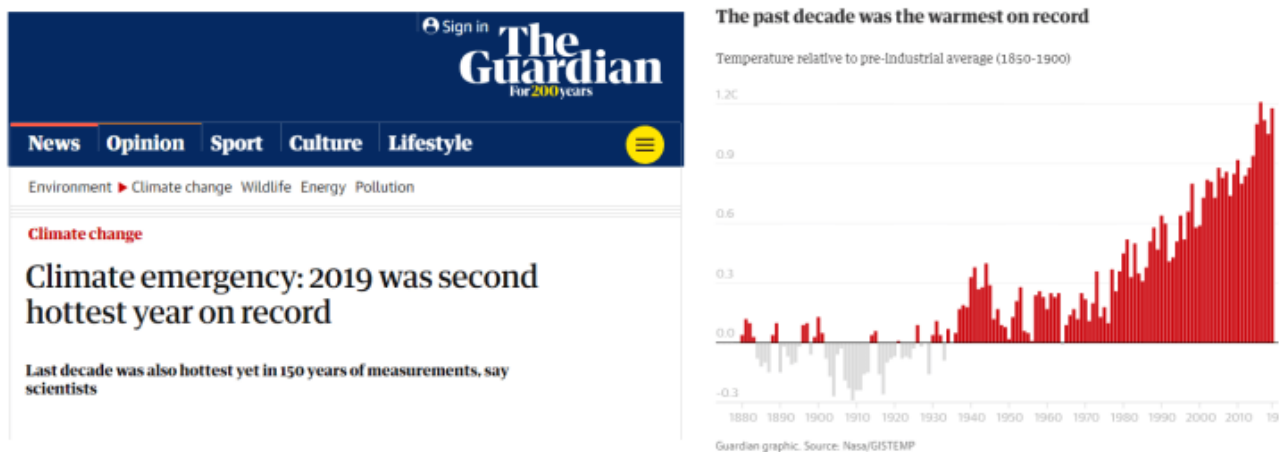 Sign in
The
Guardian
For 200 years
News Opinion Sport Culture Lifestyle
Environment Climate change Wildlife Energy Pollution
Climate change
Climate emergency: 2019 was second
hottest year on record
Last decade was also hottest yet in 150 years of measurements, say
scientists
The past decade was the warmest on record
Temperature relative to pre-industrial average (1850-1900)
1.2C
0.9
0.6
0.3
0.0
-0.3
1880 1890 1900 1910 1920 1930 1940 1950 1960 1970 1980 1990 2000 2010 19
Guardian graphic. Source: Nasa/GISTEMP